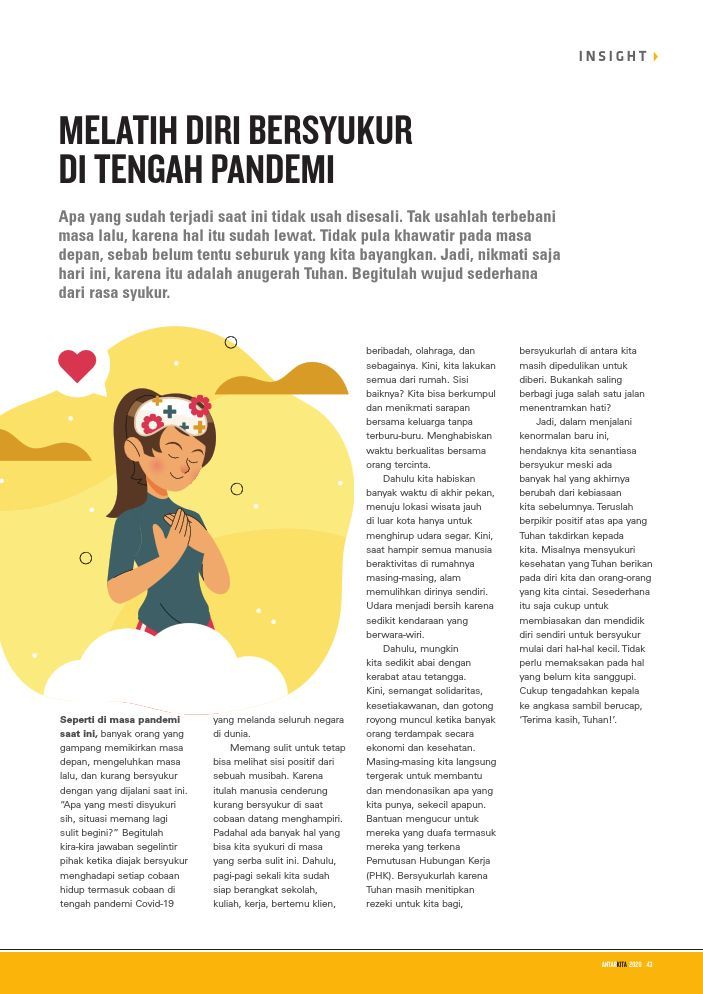 INSIGHT
MELATIH DIRI BERSYUKUR
DI TENGAH PANDEMI
Apa yang sudah terjadi saat ini tidak usah disesali. Tak usahlah terbebani
masa lalu, karena hal itu sudah lewat. Tidak pula khawatir pada masa
depan, sebab belum tentu seburuk yang kita bayangkan. Jadi, nikmati saja
hari ini, karena itu adalah anugerah Tuhan. Begitulah wujud sederhana
dari rasa syukur.
Seperti di masa pandemi
saat ini, banyak orang yang
gampang memikirkan masa
depan, mengeluhkan masa
lalu, dan kurang bersyukur
dengan yang dijalani saat ini.
“Apa yang mesti disyukuri
sih, situasi memang lagi
sulit begini?” Begitulah
kira-kira jawaban segelintir
pihak ketika diajak bersyukur
menghadapi setiap cobaan
hidup termasuk cobaan di
tengah pandemi Covid-19
yang melanda seluruh negara
di dunia.
Memang sulit untuk tetap
bisa melihat sisi positif dari
sebuah musibah. Karena
itulah manusia cenderung
kurang bersyukur di saat
cobaan datang menghampiri.
Padahal ada banyak hal yang
bisa kita syukuri di masa
yang serba sulit ini. Dahulu,
pagi-pagi sekali kita sudah
siap berangkat sekolah,
kuliah, kerja, bertemu klien,
beribadah, olahraga, dan
sebagainya. Kini, kita lakukan
semua dari rumah. Sisi
baiknya? Kita bisa berkumpul
dan menikmati sarapan
bersama keluarga tanpa
terburu-buru. Menghabiskan
waktu berkualitas bersama
orang tercinta.
Dahulu kita habiskan
banyak waktu di akhir pekan,
menuju lokasi wisata jauh
di luar kota hanya untuk
menghirup udara segar. Kini,
saat hampir semua manusia
beraktivitas di rumahnya
masing-masing, alam
memulihkan dirinya sendiri.
Udara menjadi bersih karena
sedikit kendaraan yang
berwara-wiri.
Dahulu, mungkin
kita sedikit abai dengan
kerabat atau tetangga.
Kini, semangat solidaritas,
kesetiakawanan, dan gotong
royong muncul ketika banyak
orang terdampak secara
ekonomi dan kesehatan.
Masing-masing kita langsung
tergerak untuk membantu
dan mendonasikan apa yang
kita punya, sekecil apapun.
Bantuan mengucur untuk
mereka yang duafa termasuk
mereka yang terkena
Pemutusan Hubungan Kerja
(PHK). Bersyukurlah karena
Tuhan masih menitipkan
rezeki untuk kita bagi,
bersyukurlah di antara kita
masih dipedulikan untuk
diberi. Bukankah saling
berbagi juga salah satu jalan
menentramkan hati?
Jadi, dalam menjalani
kenormalan baru ini,
hendaknya kita senantiasa
bersyukur meski ada
banyak hal yang akhirnya
berubah dari kebiasaan
kita sebelumnya. Teruslah
berpikir positif atas apa yang
Tuhan takdirkan kepada
kita. Misalnya mensyukuri
kesehatan yang Tuhan berikan
pada diri kita dan orang-orang
yang kita cintai. Sesederhana
itu saja cukup untuk
membiasakan dan mendidik
diri sendiri untuk bersyukur
mulai dari hal-hal kecil. Tidak
perlu memaksakan pada hal
yang belum kita sanggupi.
Cukup tengadahkan kepala
ke angkasa sambil berucap,
‘Terima kasih, Tuhan!’.
ANTARKITA 2020 43